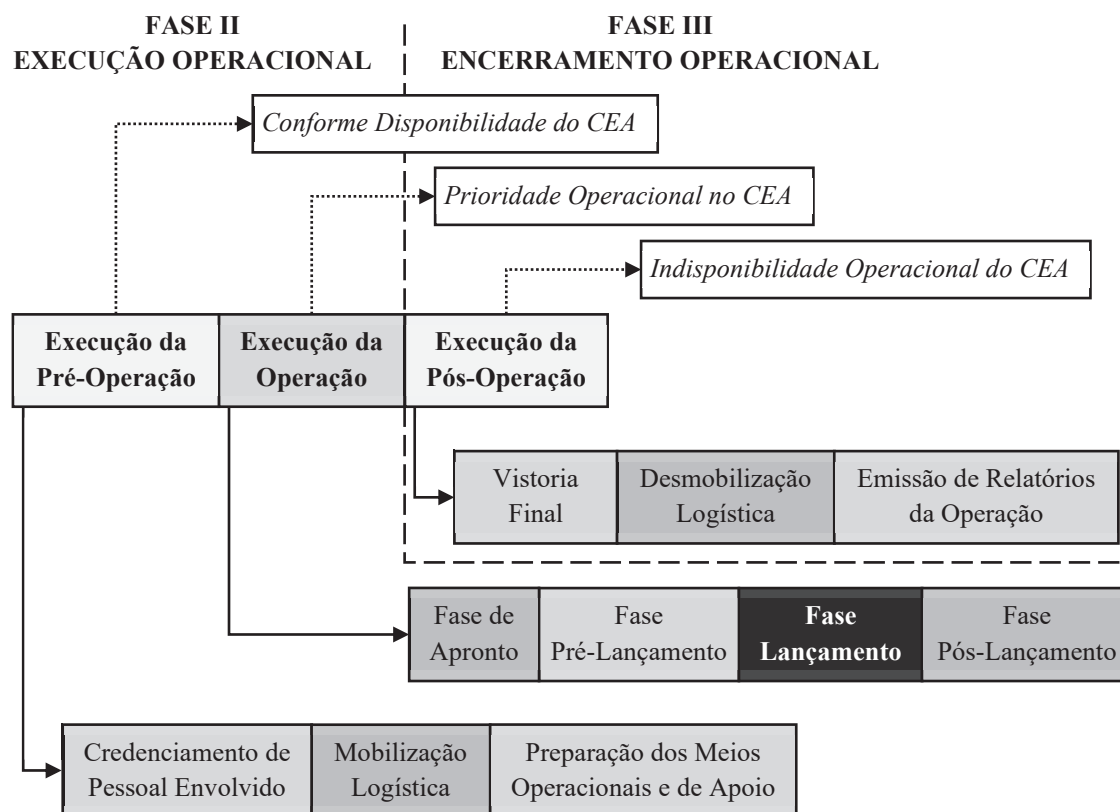 FASE II
EXECUÇÃO OPERACIONAL
FASE III
ENCERRAMENTO OPERACIONAL
Conforme Disponibilidade do CEA
Prioridade Operacional no CEA
Indisponibilidade Operacional do CEA
Execução da
Pré-Operação
Execução da
Operação
Execução da
Pós-Operação
Vistoria
Final
Desmobilização
Logística
Emissão de Relatórios
da Operação
Fase de
Apronto
Fase
Pré-Lançamento
Fase
Lançamento
Fase
Pós-Lançamento
Credenciamento de
Pessoal Envolvido
Mobilização
Logística
Preparação dos Meios
Operacionais e de Apoio